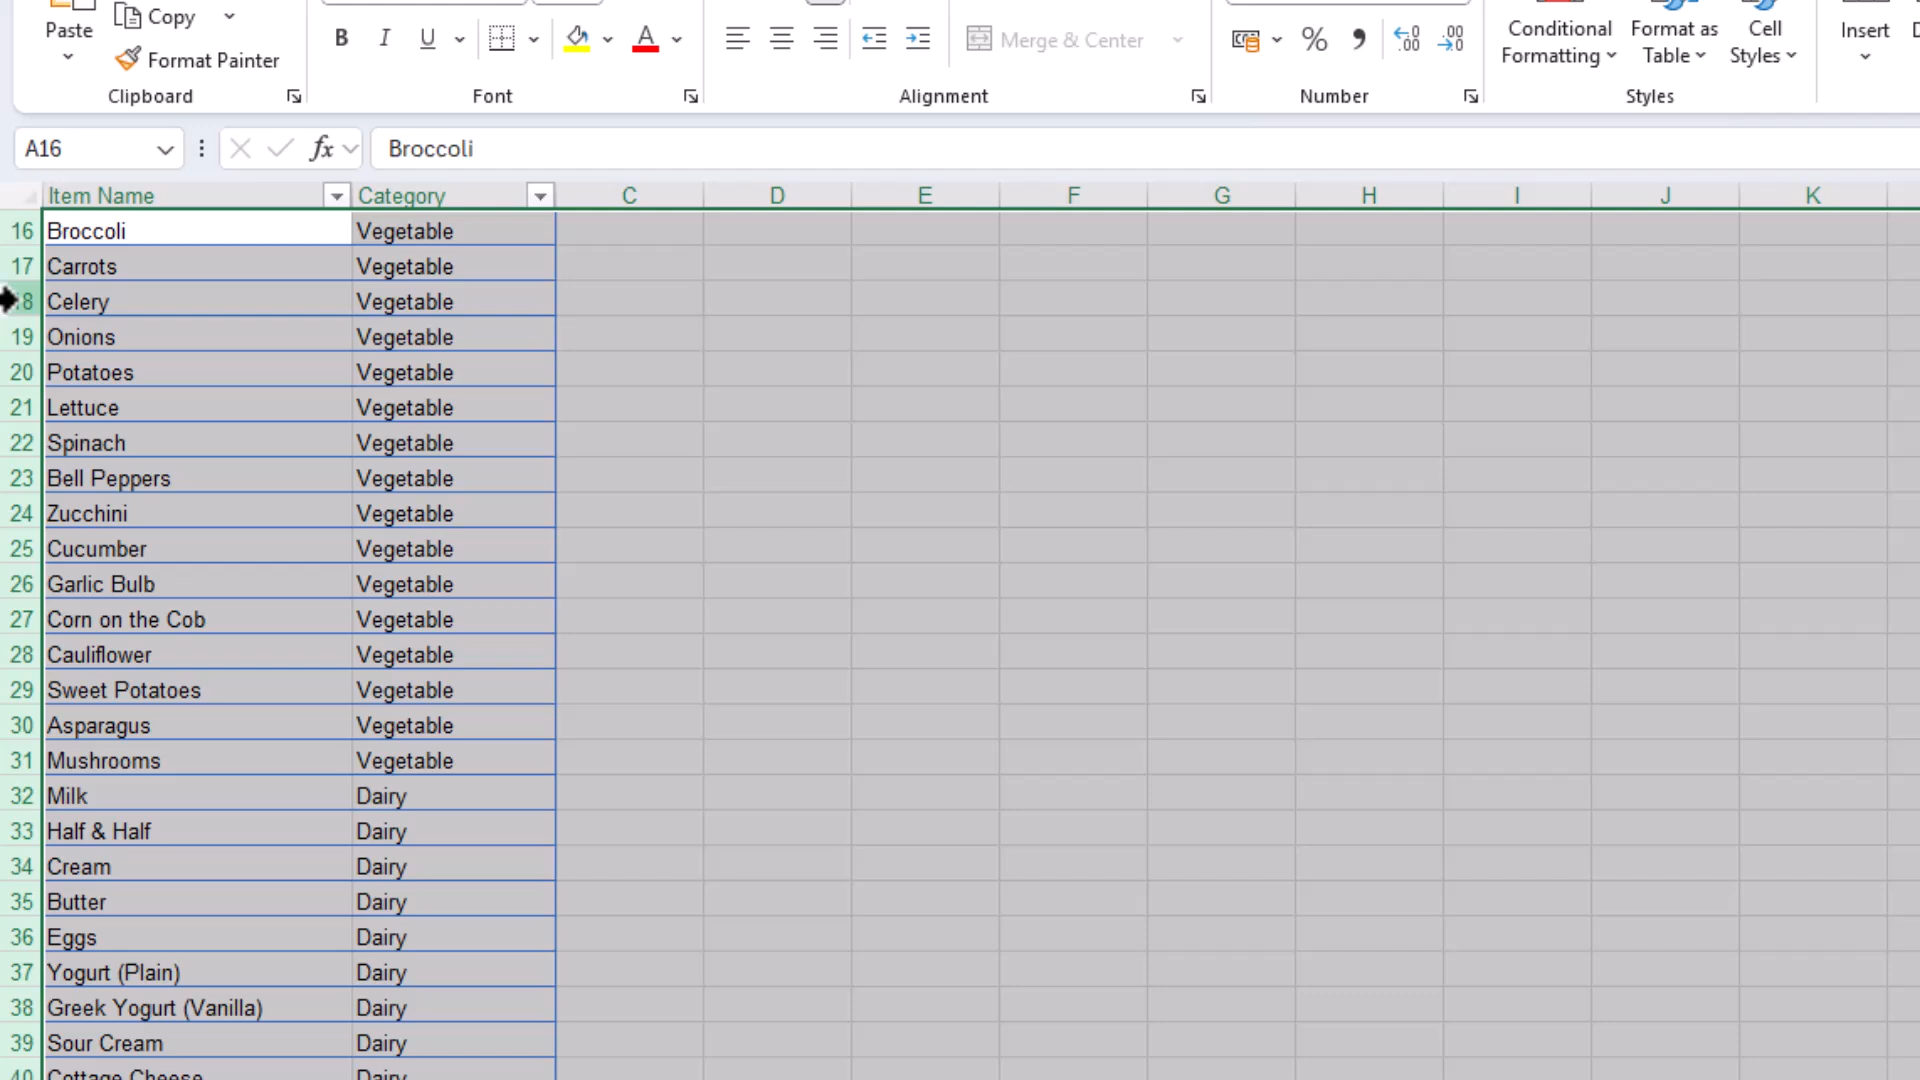 Paste
Copy
Format Painter
Clipboard
B I U
A
Font
Merge & Center
Alignment
% 9 .00 .00
Number
Conditional Formatting
Format as Table
Cell Styles
Styles
Insert
A16 fx Broccoli
Item Name Category C D E F G H I J K
16 Broccoli Vegetable
17 Carrots Vegetable
8 Celery Vegetable
19 Onions Vegetable
20 Potatoes Vegetable
21 Lettuce Vegetable
22 Spinach Vegetable
23 Bell Peppers Vegetable
24 Zucchini Vegetable
25 Cucumber Vegetable
26 Garlic Bulb Vegetable
27 Corn on the Cob Vegetable
28 Cauliflower Vegetable
29 Sweet Potatoes Vegetable
30 Asparagus Vegetable
31 Mushrooms Vegetable
32 Milk Dairy
33 Half & Half Dairy
34 Cream Dairy
35 Butter Dairy
36 Eggs Dairy
37 Yogurt (Plain) Dairy
38 Greek Yogurt (Vanilla) Dairy
39 Sour Cream Dairy
40 Cottage Cheese Dairy